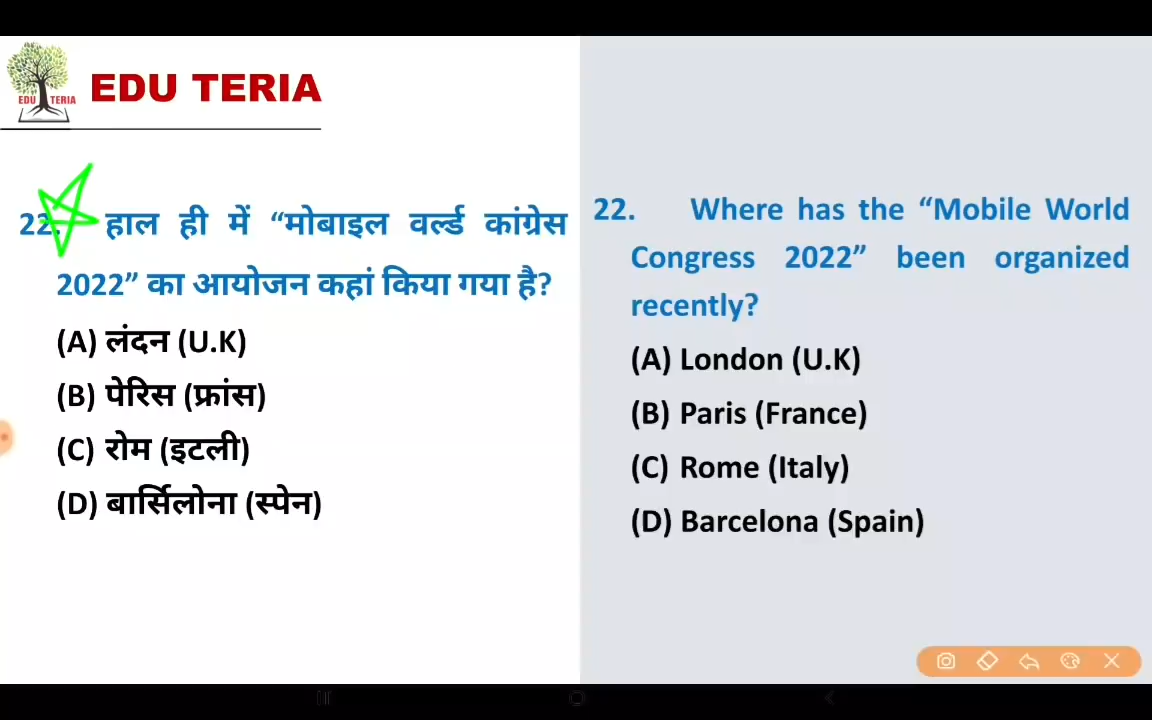 EDU TERIA
EDU TERIA
22. हाल ही में “मोबाइल वर्ल्ड कांग्रेस
2022” का आयोजन कहां किया गया है?
(A) लंदन (U.K)
(B) पेरिस (फ्रांस)
(C) रोम (इटली)
(D) बार्सिलोना (स्पेन)
22. Where has the “Mobile World
Congress 2022” been organized
recently?
(A) London (U.K)
(B) Paris (France)
(C) Rome (Italy)
(D) Barcelona (Spain)